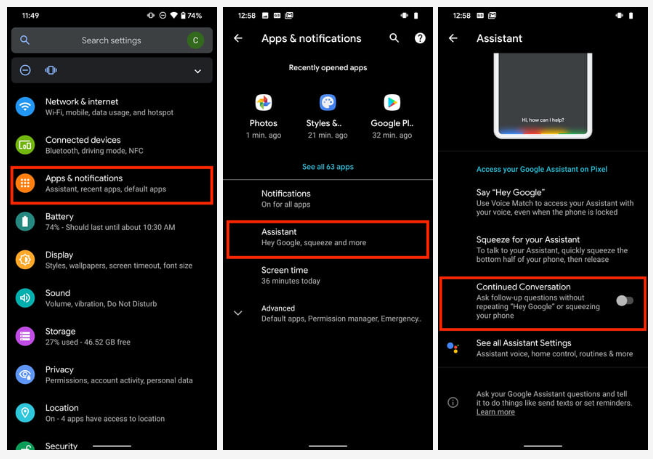 11:49
74%
Search settings
C
Network & internet
Wi-Fi, mobile, data usage, and hotspot
Connected devices
Bluetooth, driving mode, NFC
Apps & notifications
Assistant, recent apps, default apps
Battery
74% - Should last until about 10:30 AM
Display
Styles, wallpapers, screen timeout, font size
Sound
Volume, vibration, Do Not Disturb
Storage
27% used - 46.52 GB free
Privacy
Permissions, account activity, personal data
Location
On - 4 apps have access to location
Security
12:58
Apps & notifications
Recently opened apps
Photos
1 min. ago
Styles &..
21 min. ago
Google Pl..
32 min. ago
See all 63 apps
Notifications
On for all apps
Assistant
Hey Google, squeeze and more
Screen time
36 minutes today
Advanced
Default apps, Permission manager, Emergency..
12:58
Assistant
Hi, how can I help?
Access your Google Assistant on Pixel
Say "Hey Google"
Use Voice Match to access your Assistant with
your voice, even when the phone is locked
Squeeze for your Assistant
To talk to your Assistant, quickly squeeze the
bottom half of your phone, then release
Continued Conversation
Ask follow-up questions without
repeating "Hey Google" or squeezing
your phone
See all Assistant Settings
Assistant voice, home control, routines & more
Ask your Google Assistant questions and tell
it to do things like send texts or set reminders.
Learn more